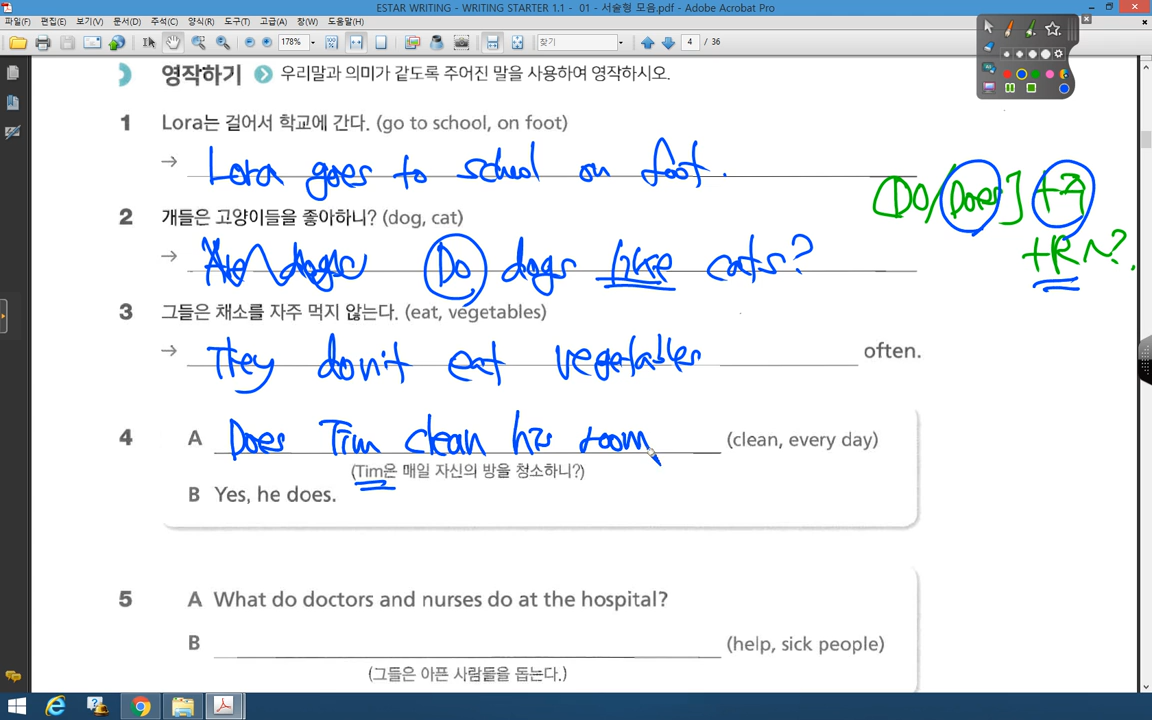 ESTAR WRITING - WRITING STARTER 1.1 - 01 - 서술형 모음.pdf - Adobe Acrobat Pro
파일(F) 편집(E) 보기(V) 문서(D) 주석(C) 양식(R) 도구(T) 고급(A) 창(W) 도움말(H)
178% 찾기 4 / 36
영작하기 우리말과 의미가 같도록 주어진 말을 사용하여 영작하시오.
1 Lora는 걸어서 학교에 간다. (go to school, on foot)
→ Lora goes to school on foot.
(Do/Does] +주
2 개들은 고양이들을 좋아하니? (dog, cat)
→ Do dogs like cats?
+R ~?
3 그들은 채소를 자주 먹지 않는다. (eat, vegetables)
→ They don't eat vegetables often.
4 A Does Tim clean his room (clean, every day)
(Tim은 매일 자신의 방을 청소하니?)
B Yes, he does.
5 A What do doctors and nurses do at the hospital?
B (help, sick people)
(그들은 아픈 사람들을 돕는다.)